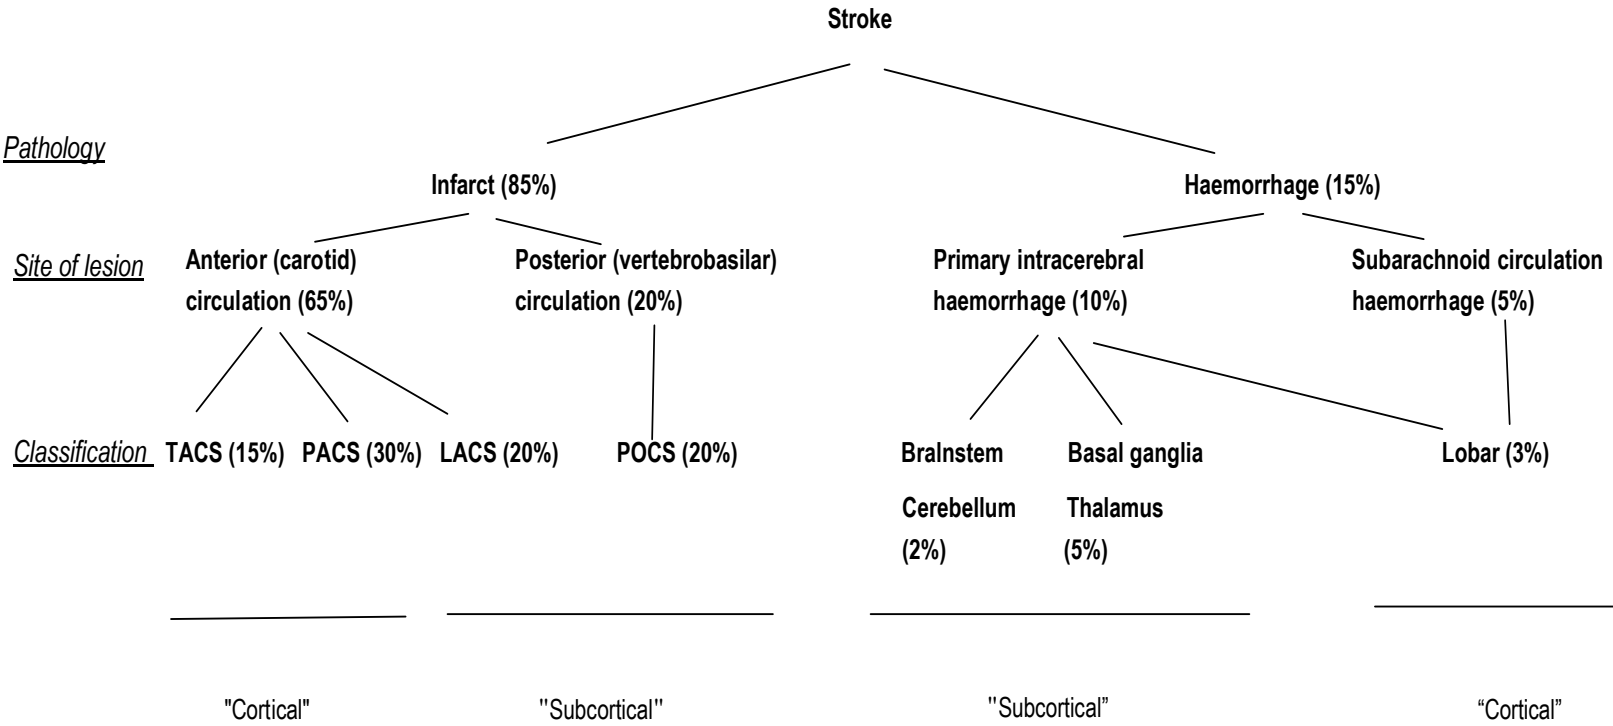 Stroke
Pathology
Infarct (85%)
Haemorrhage (15%)
Site of lesion
Anterior (carotid)
circulation (65%)
Posterior (vertebrobasilar)
circulation (20%)
Primary intracerebral
haemorrhage (10%)
Subarachnoid circulation
haemorrhage (5%)
Classification
TACS (15%)
PACS (30%)
LACS (20%)
POCS (20%)
Bralnstem
Cerebellum
(2%)
Basal ganglia
Thalamus
(5%)
Lobar (3%)
"Cortical"
"Subcortical"
"Subcortical”
“Cortical”